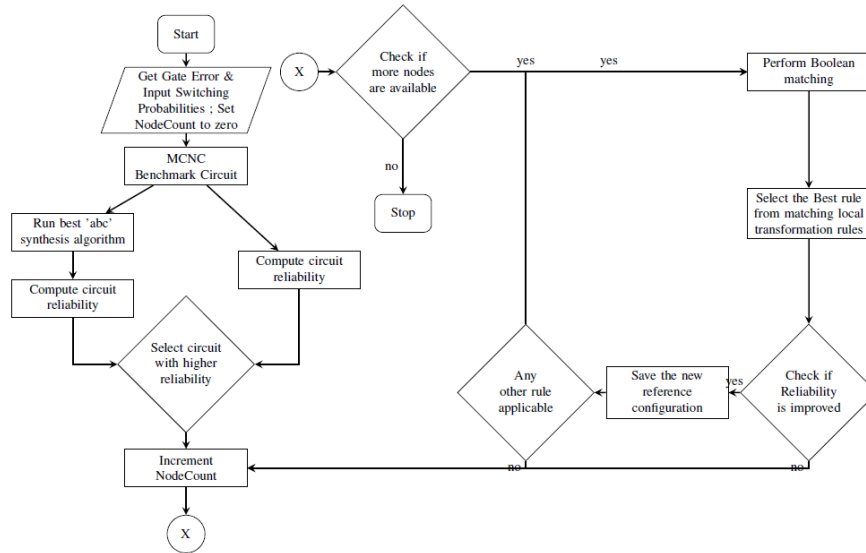 Start
Get Gate Error &
Input Switching
Probabilities ; Set
NodeCount to zero
MCNC
Benchmark Circuit
Run best 'abc'
synthesis algorithm
Compute circuit
reliability
Compute circuit
reliability
Select circuit
with higher
reliability
Increment
NodeCount
X
X
Check if
more nodes
are available
no
Stop
yes
yes
Perform Boolean
matching
Select the Best rule
from matching local
transformation rules
Check if
Reliability
is improved
yes
Save the new
reference
configuration
Any
other rule
applicable
no
no